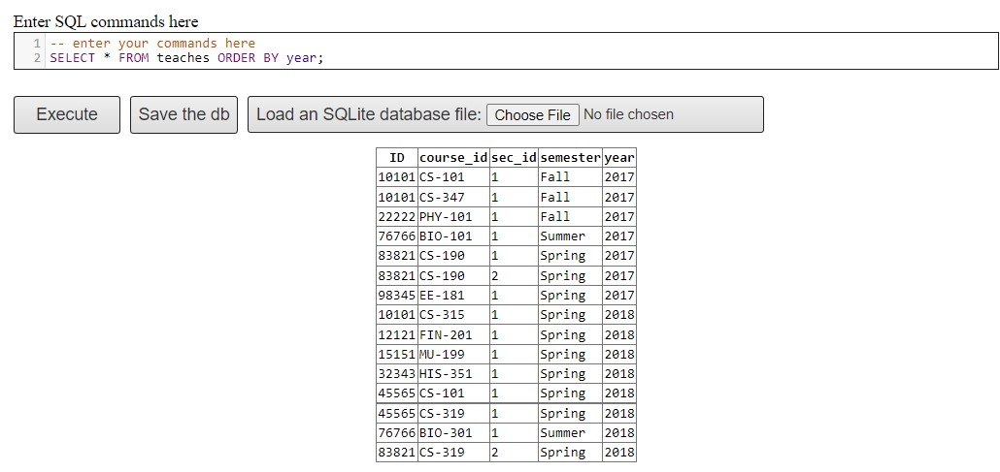 Enter SQL commands here
1 -- enter your commands here
2 SELECT * FROM teaches ORDER BY year;
Execute Save the db Load an SQLite database file: Choose File No file chosen
ID course_id sec_id semester year
10101 CS-101 1 Fall 2017
10101 CS-347 1 Fall 2017
22222 PHY-101 1 Fall 2017
76766 BIO-101 1 Summer 2017
83821 CS-190 1 Spring 2017
83821 CS-190 2 Spring 2017
98345 EE-181 1 Spring 2017
10101 CS-315 1 Spring 2018
12121 FIN-201 1 Spring 2018
15151 MU-199 1 Spring 2018
32343 HIS-351 1 Spring 2018
45565 CS-101 1 Spring 2018
45565 CS-319 1 Spring 2018
76766 BIO-301 1 Summer 2018
83821 CS-319 2 Spring 2018